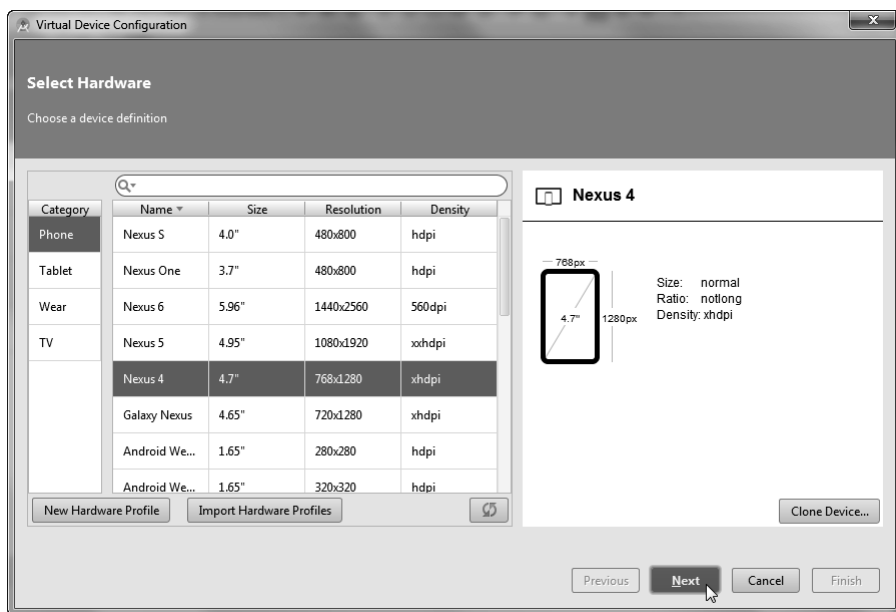 Virtual Device Configuration
Select Hardware
Choose a device definition
Category
Phone
Tablet
Wear
TV
Name Size Resolution Density
Nexus S 4.0" 480x800 hdpi
Nexus One 3.7" 480x800 hdpi
Nexus 6 5.96" 1440x2560 560dpi
Nexus 5 4.95" 1080x1920 xxhdpi
Nexus 4 4.7" 768x1280 xhdpi
Galaxy Nexus 4.65" 720x1280 xhdpi
Android We... 1.65" 280x280 hdpi
Android We... 1.65" 320x320 hdpi
New Hardware Profile Import Hardware Profiles
Nexus 4
768px
4.7"
1280px
Size: normal
Ratio: notlong
Density: xhdpi
Clone Device...
Previous Next Cancel Finish